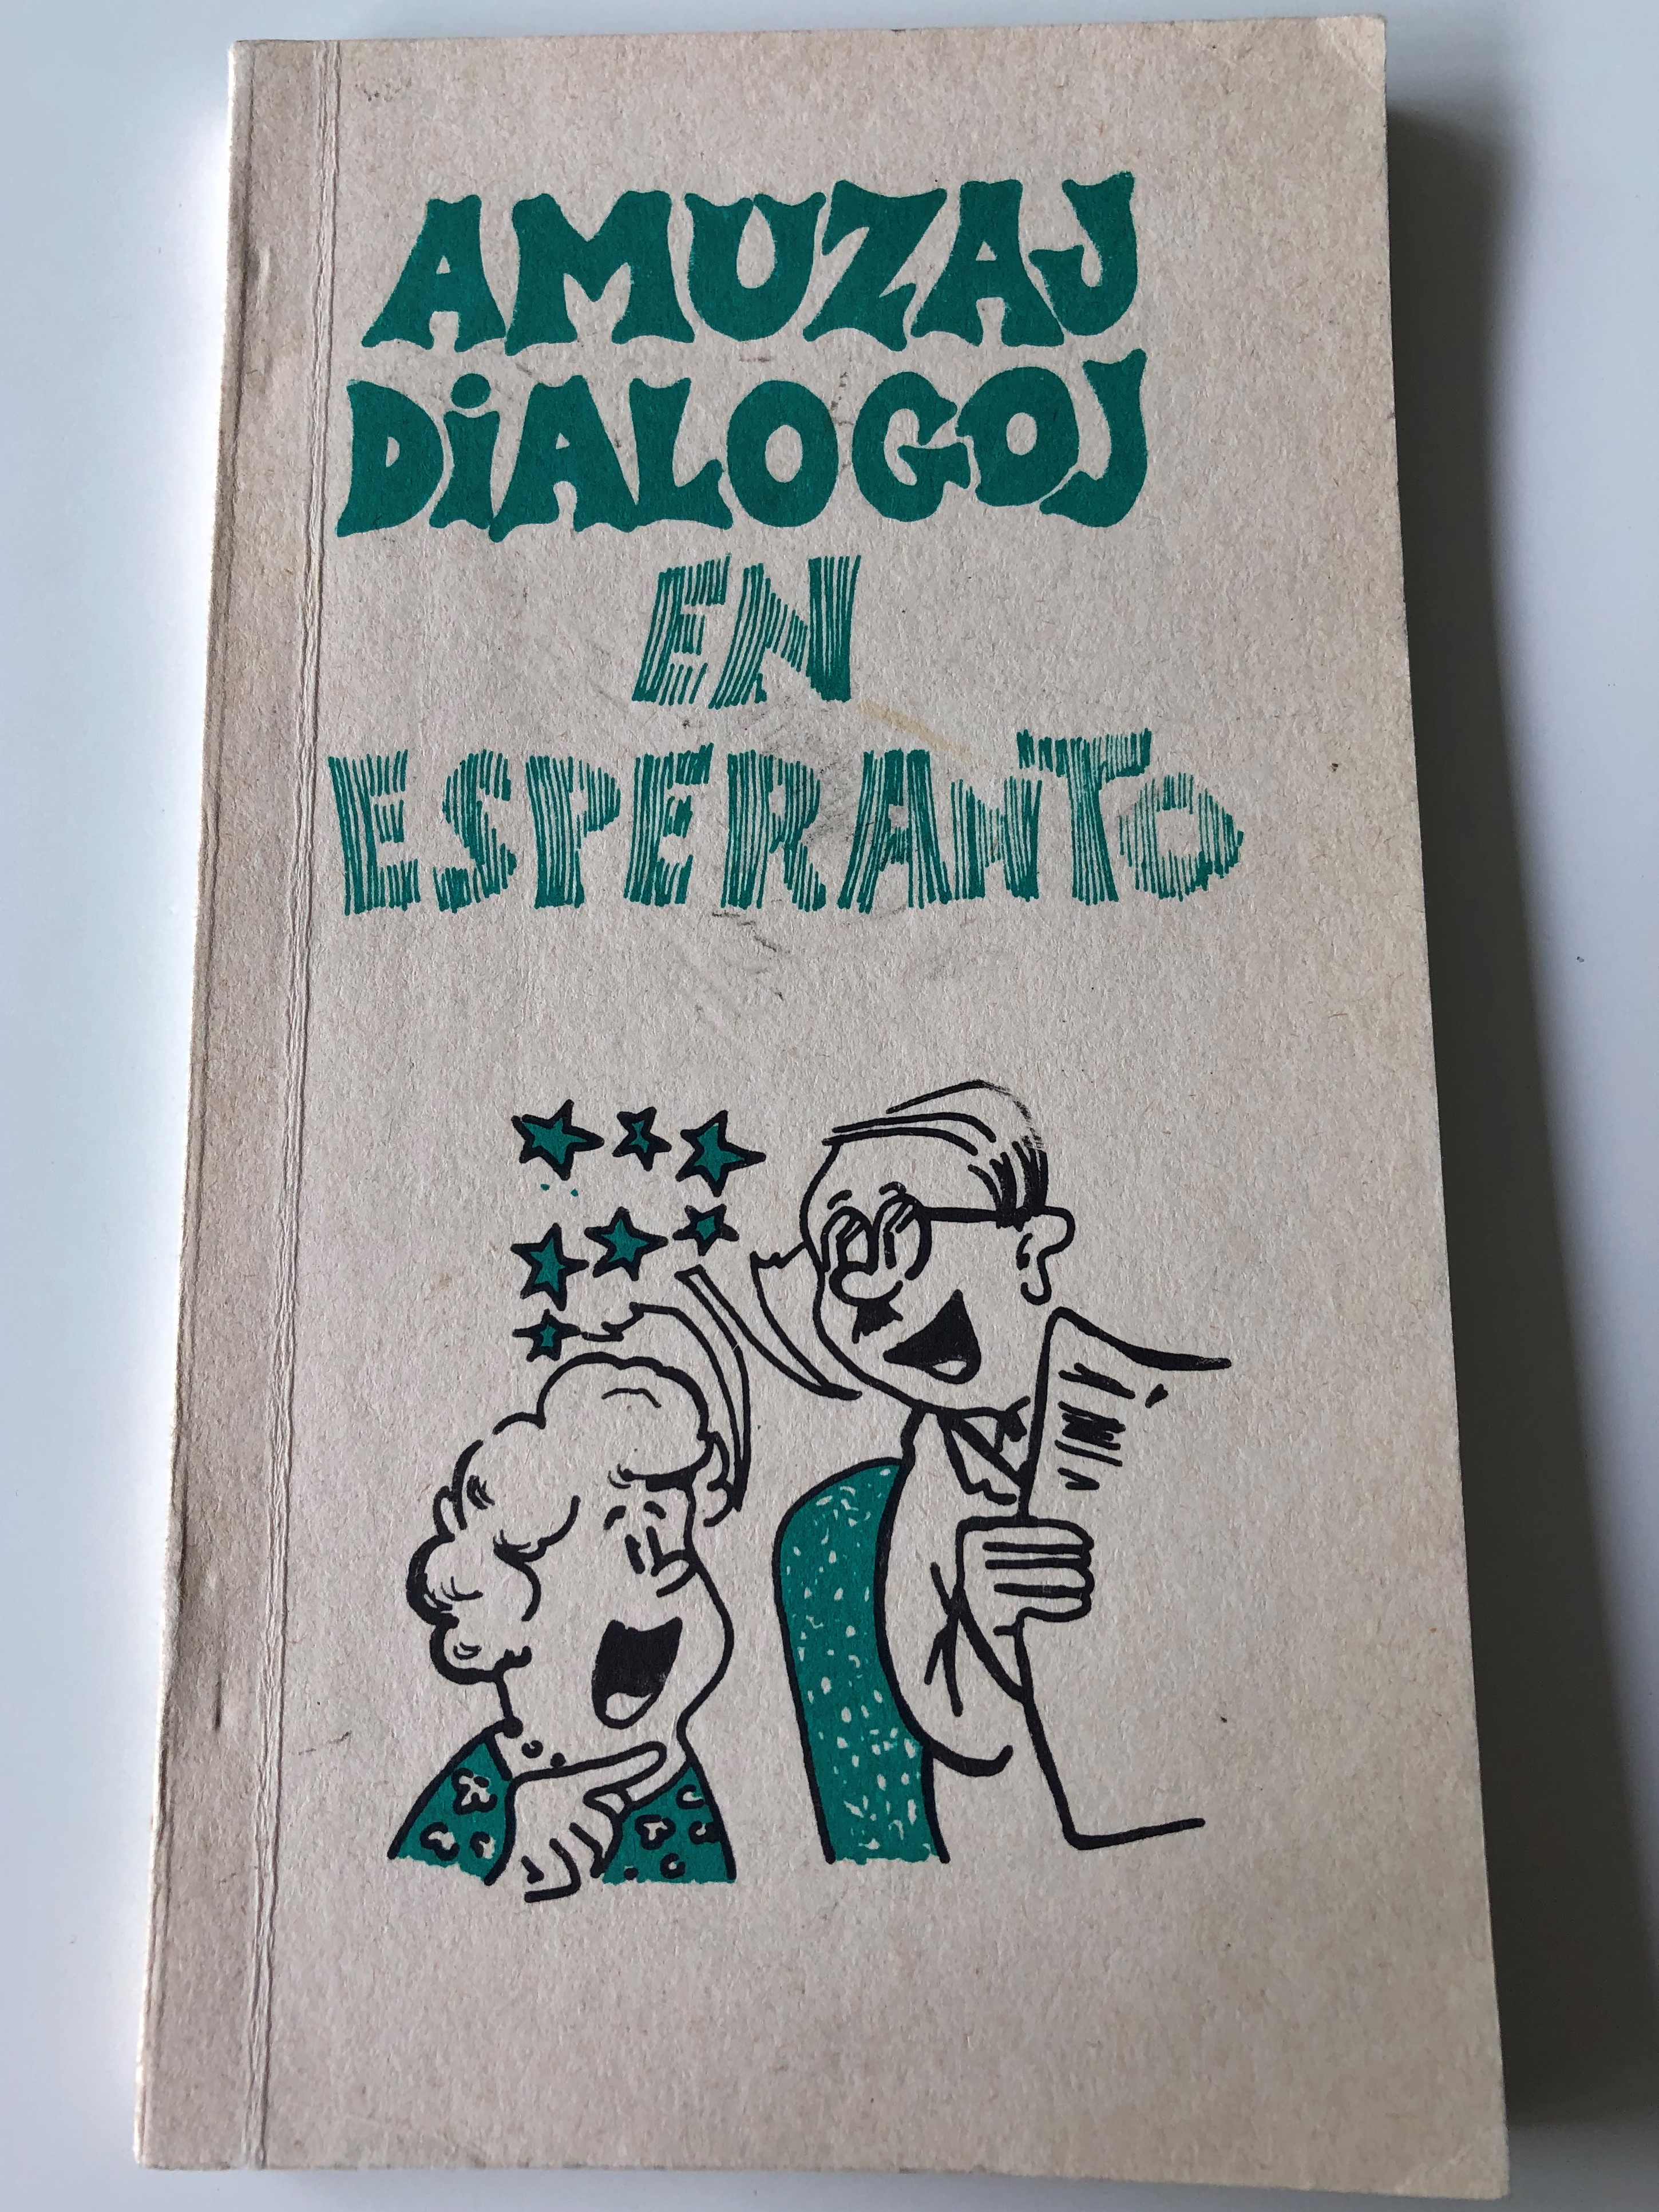 AMUZAJ
DiALOGOJ
EN
ESPERANTO